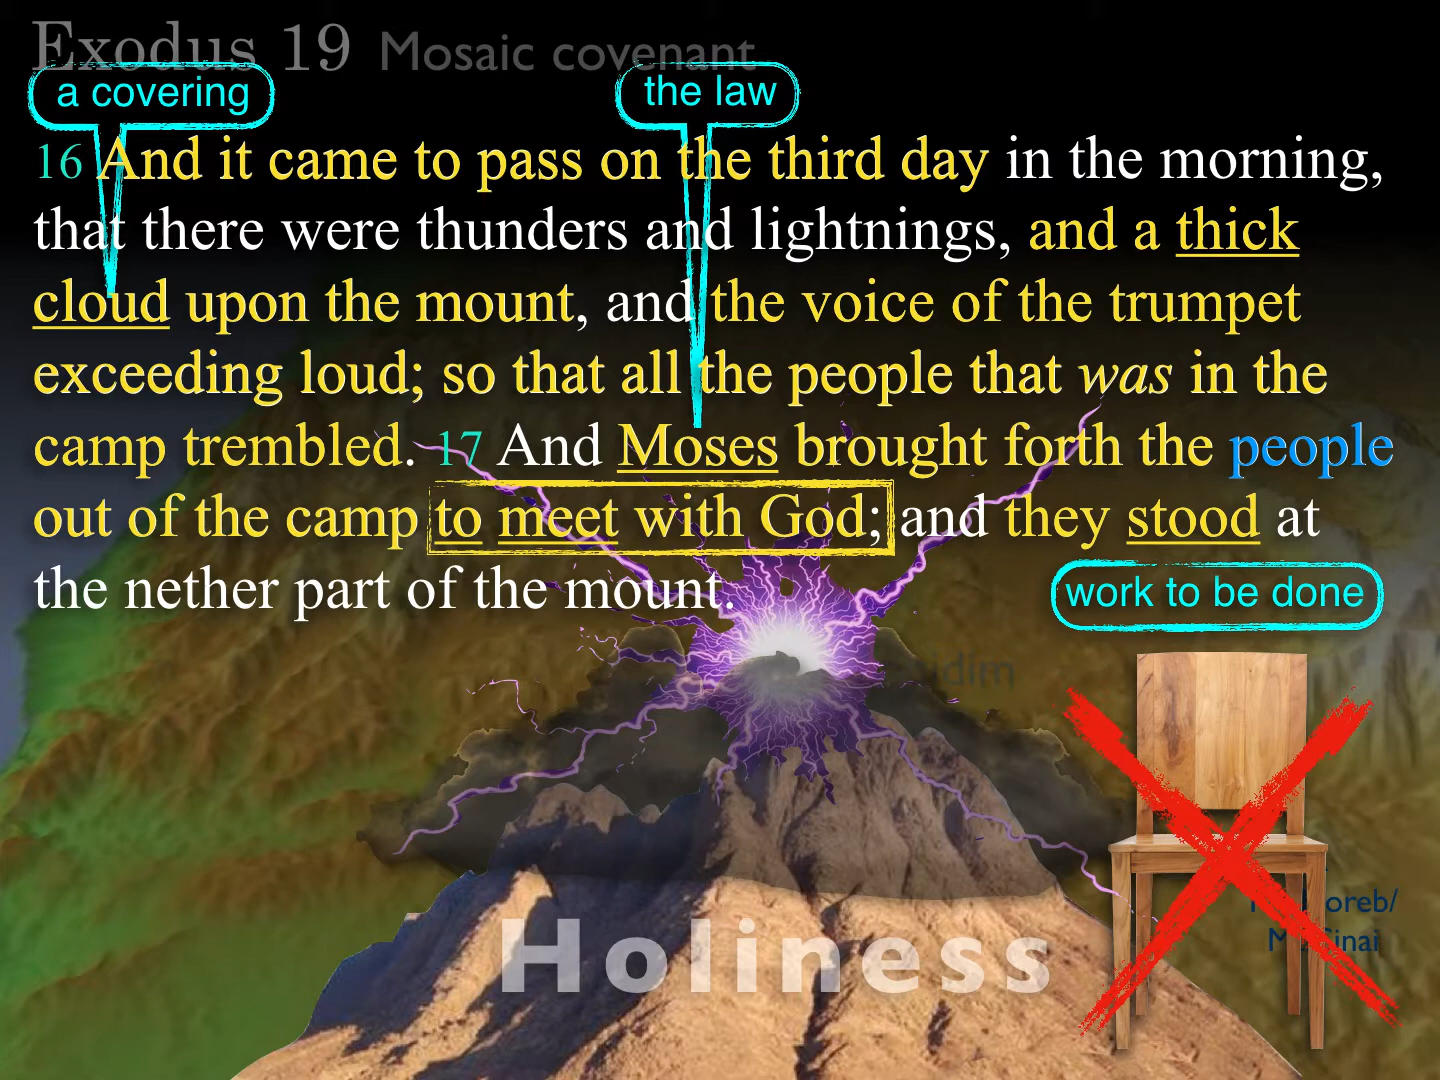 Exodus 19 Mosaic covenant
a covering
the law
16 And it came to pass on the third day in the morning,
that there were thunders and lightnings, and a thick
cloud upon the mount, and the voice of the trumpet
exceeding loud; so that all the people that was in the
camp trembled. 17 And Moses brought forth the people
out of the camp to meet with God; and they stood at
the nether part of the mount.
work to be done
Holiness